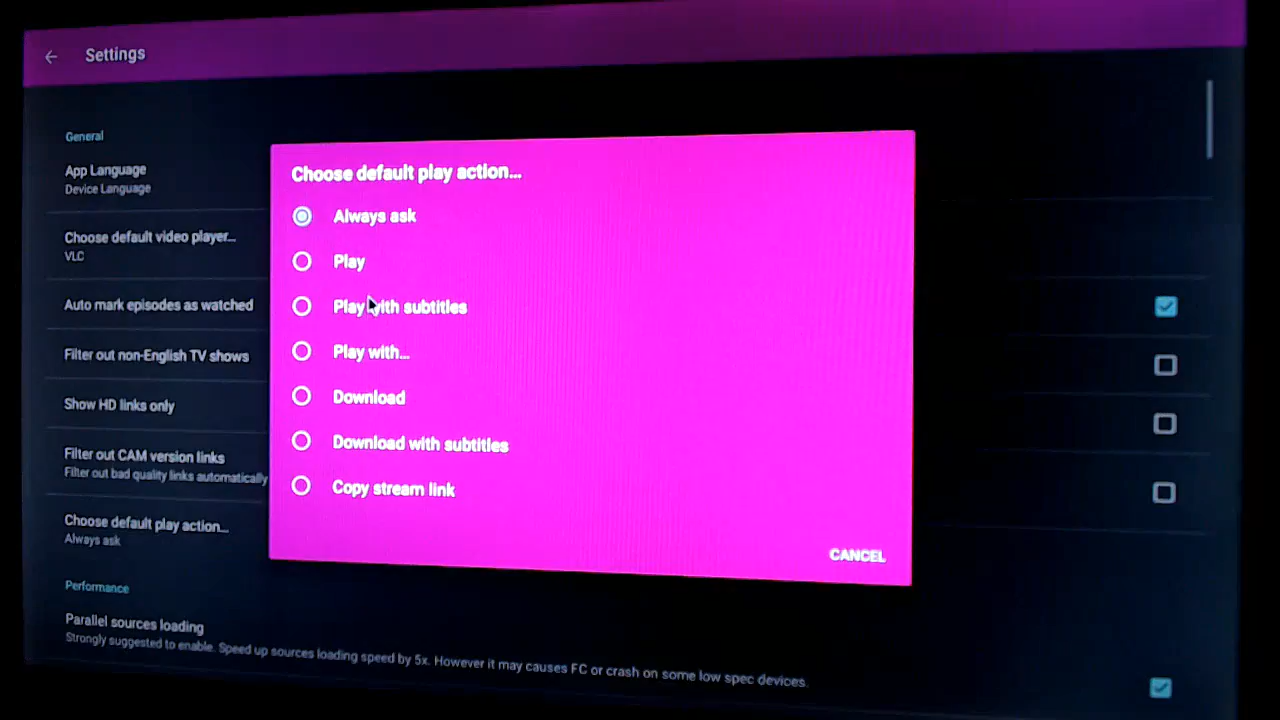 Settings
General
App Language
Device Language
Choose default video player...
VLC
Auto mark episodes as watched
Filter out non-English TV shows
Show HD links only
Filter out CAM version links
Filter out bad quality links automatically
Choose default play action...
Always ask
Performance
Parallel sources loading
Strongly suggested to enable. Speed up sources loading speed by 5x. However it may causes FC or crash on some low spec devices.
Choose default play action...
Always ask
Play
Play with subtitles
Play with...
Download
Download with subtitles
Copy stream link
CANCEL